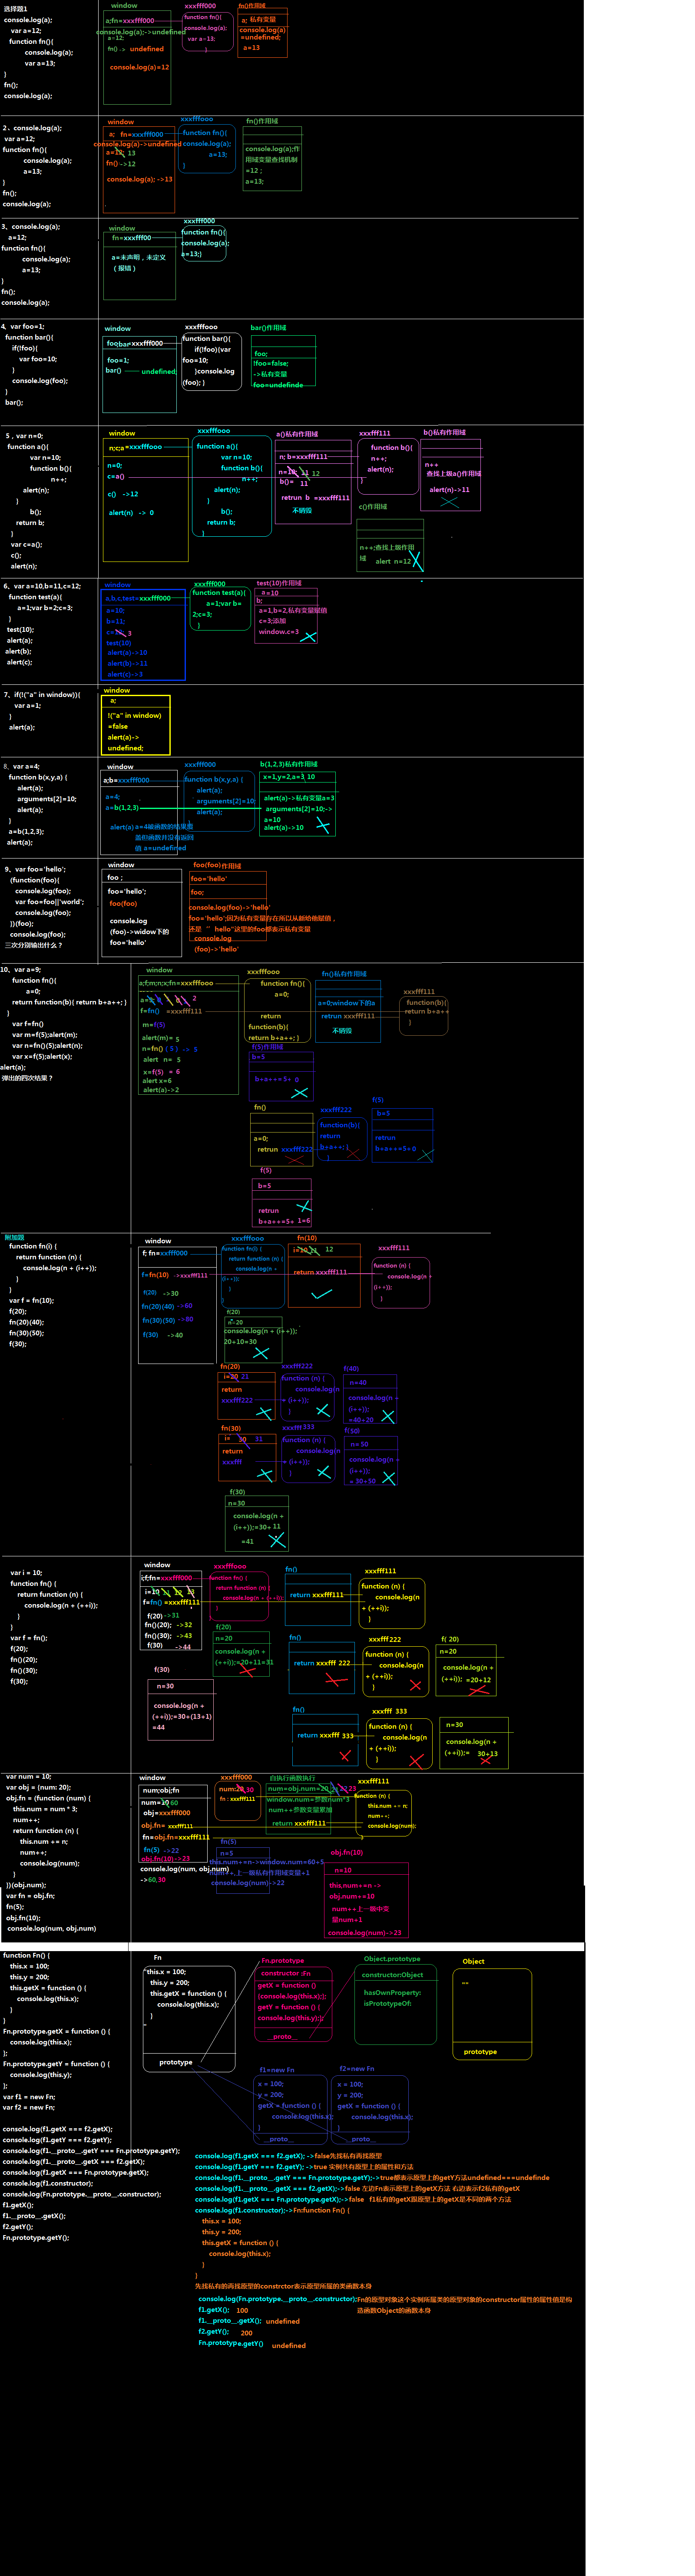 选择题1
console.log(a);
var a=12;
function fn(){
console.log(a);
var a=13;
}
fn();
console.log(a);
window
a;fn=xxxfff000
console.log(a);->undefined
a=12;
fn() -> undefined
console.log(a)=12
xxxfff000
function fn(){
console.log(a);
var a=13;
}
fn()作用域
a; 私有变量
console.log(a)
=undefined;
a=13
2、console.log(a);
var a=12;
function fn(){
console.log(a);
a=13;
}
fn();
console.log(a);
window
a; fn=xxxfff000
console.log(a)->undefined
a=12; 13
fn() ->12
console.log(a); ->13
xxxfffooo
function fn(){
console.log(a);
a=13;
}
fn()作用域
console.log(a);作
用域变量查找机制
=12；
a=13;
3、console.log(a);
a=12;
function fn(){
console.log(a);
a=13;
}
fn();
console.log(a);
window
fn=xxxfff00
a=未声明，未定义
（报错）
xxxfff000
function fn(){
console.log(a);
a=13;}
4、var foo=1;
function bar(){
if(!foo){
var foo=10;
}
console.log(foo);
}
bar();
window
foo;bar=xxxfff000
foo=1;
bar() undefined;
xxxfffooo
function bar(){
if(!foo){var
foo=10;
}console.log
(foo); }
bar()作用域
foo;
!foo=false;
->私有变量
foo=undefinde
5，var n=0;
function a(){
var n=10;
function b(){
n++;
alert(n);
}
b();
return b;
}
var c=a();
c();
alert(n);
window
n;c;a=xxxfffooo
n=0;
c=a()
c() ->12
alert(n) -> 0
xxxfffooo
function a(){
var n=10;
function b(){
n++;
alert(n);
}
b();
return b;
}
a()私有作用域
n; b=xxxfff111
n=10; 11 12
b()= 11
retrun b =xxxfff111
不销毁
xxxfff111
function b(){
n++;
alert(n);
}
b()私有作用域
n++
查找上级a()作用域
alert(n)->11
c()作用域
n++;查找上级作用
域 alert n=12
6、var a=10,b=11,c=12;
function test(a){
a=1;var b=2;c=3;
}
test(10);
alert(a);
alert(b);
alert(c);
window
a,b,c,test=xxxfff000
a=10;
b=11;
c=12 3
test(10)
alert(a)->10
alert(b)->11
alert(c)->3
xxxfff000
function test(a){
a=1;var b=
2;c=3;
}
test(10)作用域
a=10
b;
a=1,b=2,私有变量赋值
c=3;添加
window.c=3
7、if(!("a" in window)){
var a=1;
}
alert(a);
window
a;
!("a" in window)
=false
alert(a)->
undefined;
8、var a=4;
function b(x,y,a) {
alert(a);
arguments[2]=10;
alert(a);
}
a=b(1,2,3);
alert(a);
window
a;b=xxxfff000
a=4;
a=b(1,2,3)
alert(a) a=4被函数的结果覆
盖但函数并没有返回
值 a=undefined
xxxfff000
function b(x,y,a) {
alert(a);
arguments[2]=10;
alert(a);
}
b(1,2,3)私有作用域
x=1,y=2,a=3, 10
alert(a)->私有变量a=3
arguments[2]=10;->
a=10
alert(a)->10
9、var foo='hello';
(function(foo){
console.log(foo);
var foo=foo||'world';
console.log(foo);
})(foo);
console.log(foo);
三次分别输出什么？
window
foo；
foo='hello';
foo(foo)
console.log
(foo)->widow下的
foo='hello'
foo(foo)作用域
foo='hello'
foo;
console.log(foo)->'hello'
foo='hello';因为私有变量存在所以从新给他赋值，
还是 ” hello"这里的foo都表示私有变量
console.log
(foo)->'hello'
10、var a=9;
function fn(){
a=0;
return function(b){ return b+a++; }
}
var f=fn()
var m=f(5);alert(m);
var n=fn()(5);alert(n);
var x=f(5);alert(x);
alert(a);
弹出的四次结果？
window
a;f;m;n;x;fn=xxxfffooo
a=9; 0 2
f=fn() =xxxfff111
m=f(5)
alert(m)= 5
n=fn() ( 5 ) -> 5
alert n= 5
x=f(5) = 6
alert x=6
alert(a)->2
xxxfffooo
function fn(){
a=0;
return
function(b){
return b+a++; }
fn()私有作用域
a=0;window下的a
retrun xxxfff111
不销毁
xxxfff111
function(b){
return b+a++
}
f(5)作用域
b=5
b+a++=5+ 0
fn()
a=0;
retrun xxxfff222
xxxfff222
function(b){
return
b+a++; }
}
f(5)
b=5
retrun
b+a++=5+0
f(5)
b=5
retrun
b+a++=5+ 1=6
附加题
function fn(i) {
return function (n) {
console.log(n + (i++));
}
}
var f = fn(10);
f(20);
fn(20)(40);
fn(30)(50);
f(30);
window
f; fn=xxfff000
f=fn(10) ->xxxfff111
f(20) ->30
fn(20)(40) ->60
fn(30)(50) ->80
f(30) ->40
xxxfffooo
function fn(i) {
return function (n) {
console.log(n +
(i++));
}
}
fn(10)
i=10 11 12
return xxxfff111
xxxfff111
function (n) {
console.log(n +
(i++));
}
f(20)
n=20
console.log(n + (i++));
20+10=30
fn(20)
i=20 21
return
xxxfff222
xxxfff222
function (n) {
console.log(n
+ (i++));
}
f(40)
n=40
console.log(n +
(i++));
=40+20
fn(30)
i= 30 31
return
xxxfff
xxxfff 333
function (n) {
console.log(n
+ (i++));
}
f(50)
n=50
console.log(n +
(i++));
= 30+50
f(30)
n=30
console.log(n +
(i++));=30+ 11
=41
var i = 10;
function fn() {
return function (n) {
console.log(n + (++i));
}
}
var f = fn();
f(20);
fn()(20);
fn()(30);
f(30);
window
i;f;fn=xxxfff000
i=10 11 12 13
f=fn() =xxxfff111
f(20) ->31
fn()(20); ->32
fn()(30); ->43
f(30) ->44
xxxfffooo
function fn() {
return function (n) {
console.log(n + (++i));
}
fn()
return xxxfff111
xxxfff111
function (n) {
console.log(n
+ (++i));
}
f(20)
n=20
console.log(n +
(++i));=20+11=31
fn()
return xxxfff 222
xxxfff222
function (n) {
console.log(n
+ (++i));
}
f( 20)
n=20
console.log(n +
(++i)); =20+12
f(30)
n=30
console.log(n +
(++i));=30+(13+1)
=44
fn()
return xxxfff 333
xxxfff 333
function (n) {
console.log(n
+ (++i));
}
n=30
console.log(n +
(++i));= 30+13
var num = 10;
var obj = {num: 20};
obj.fn = (function (num) {
this.num = num * 3;
num++;
return function (n) {
this.num += n;
num++;
console.log(num);
}
})(obj.num);
var fn = obj.fn;
fn(5);
obj.fn(10);
console.log(num, obj.num)
window
num;obj;fn
num=10 60
obj=xxxfff000
obj.fn= xxxfff111
fn=obj.fn=xxxfff111
fn(5) ->22
obj.fn(10)->23
console.log(num, obj.num)
->60,30
xxxfff000
num:20,30
fn：xxxfff111
自执行函数执行
num=obj.num=20 21 22 23
window.num=参数num*3
num++参数变量累加
return xxxfff111
xxxfff111
function (n) {
this.num += n;
num++;
console.log(num);
}
fn(5)
n=5
this.num+=n->window.num=60+5
num++,上一级私有作用域变量+1
console.log(num)->22
obj.fn(10)
n=10
this.num+=n ->
obj.num+=10
num++上一级中变
量num+1
console.log(num)->23
function Fn() {
this.x = 100;
this.y = 200;
this.getX = function () {
console.log(this.x);
}
}
Fn.prototype.getX = function () {
console.log(this.x);
};
Fn.prototype.getY = function () {
console.log(this.y);
};
var f1 = new Fn;
var f2 = new Fn;
console.log(f1.getX === f2.getX);
console.log(f1.getY === f2.getY);
console.log(f1.__proto__.getY === Fn.prototype.getY);
console.log(f1.__proto__.getX === f2.getX);
console.log(f1.getX === Fn.prototype.getX);
console.log(f1.constructor);
console.log(Fn.prototype.__proto__.constructor);
f1.getX();
f1.__proto__.getX();
f2.getY();
Fn.prototype.getY();
Fn
"this.x = 100;
this.y = 200;
this.getX = function () {
console.log(this.x);
}
"
prototype
Fn.prototype
constructor :Fn
getX = function ()
{console.log(this.x);};
getY = function () {
console.log(this.y);};
__proto__
Object.prototype
constructor:Object
hasOwnProperty:
isPrototypeOf:
Object
""
prototype
f1=new Fn
x = 100;
y = 200;
getX = function () {
console.log(this.x);
}
__proto__
f2=new Fn
x = 100;
y = 200;
getX = function () {
console.log(this.x);
}
__proto__
console.log(f1.getX === f2.getX); ->false先找私有再找原型
console.log(f1.getY === f2.getY); ->true 实例共有原型上的属性和方法
console.log(f1.__proto__.getY === Fn.prototype.getY);->true都表示原型上的getY方法undefined===undefinde
console.log(f1.__proto__.getX === f2.getX);->false 左边Fn表示原型上的getX方法 右边表示f2私有的getX
console.log(f1.getX === Fn.prototype.getX);->false f1私有的getX跟原型上的getX是不同的两个方法
console.log(f1.constructor);->Fn:function Fn() {
this.x = 100;
this.y = 200;
this.getX = function () {
console.log(this.x);
}
}
先找私有的再找原型的constrctor表示原型所属的类函数本身
console.log(Fn.prototype.__proto__.constructor);Fn的原型对象这个实例所属类的原型对象的constructor属性的属性值是构
造函数Object的函数本身
f1.getX(); 100
f1.__proto__.getX(); undefined
f2.getY(); 200
Fn.prototype.getY() undefined